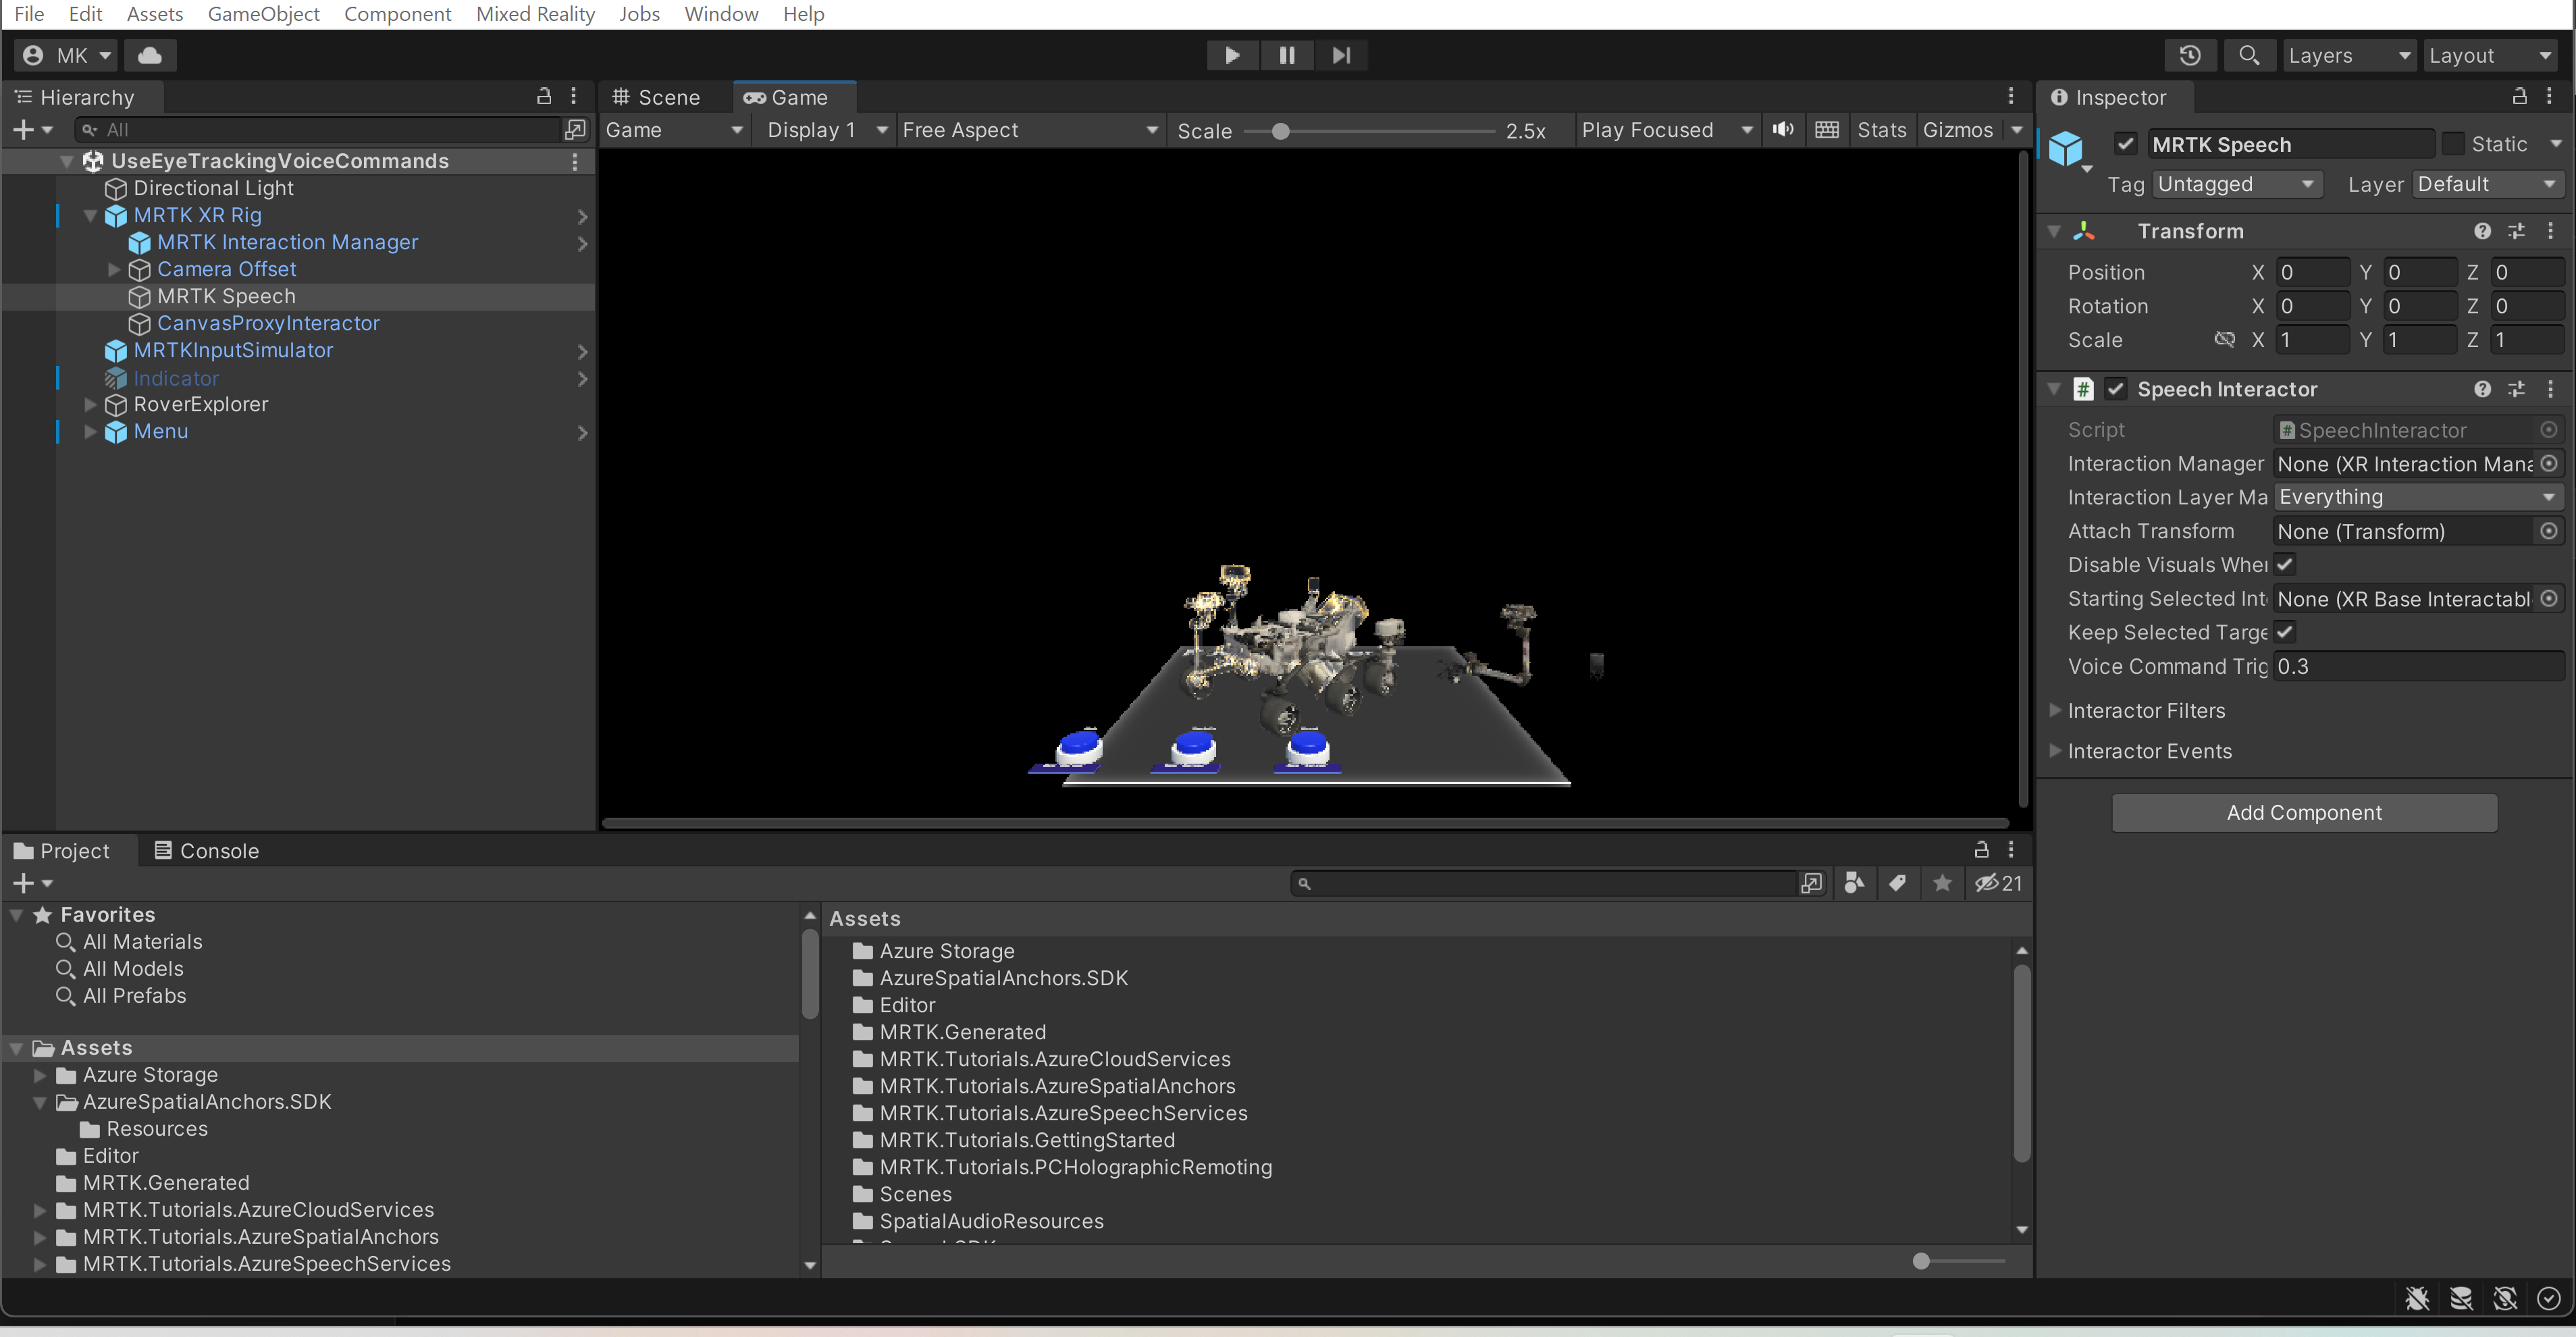 File Edit Assets GameObject Component Mixed Reality Jobs Window Help
MK Layers Layout
Hierarchy
All
UseEyeTrackingVoiceCommands
Directional Light
MRTK XR Rig
MRTK Interaction Manager
Camera Offset
MRTK Speech
CanvasProxyInteractor
MRTKInputSimulator
Indicator
RoverExplorer
Menu
Scene Game
Game Display 1 Free Aspect Scale 2.5x Play Focused Stats Gizmos
Inspector
MRTK Speech Static
Tag Untagged Layer Default
Transform
Position X 0 Y 0 Z 0
Rotation X 0 Y 0 Z 0
Scale X 1 Y 1 Z 1
# Speech Interactor
Script # SpeechInteractor
Interaction Manager None (XR Interaction Mana
Interaction Layer Ma Everything
Attach Transform None (Transform)
Disable Visuals Whe
Starting Selected Int None (XR Base Interactabl
Keep Selected Targe
Voice Command Trig 0.3
Interactor Filters
Interactor Events
Add Component
Project Console
21
Favorites
All Materials
All Models
All Prefabs
Assets
Azure Storage
AzureSpatialAnchors.SDK
Resources
Editor
MRTK.Generated
MRTK.Tutorials.AzureCloudServices
MRTK.Tutorials.AzureSpatialAnchors
MRTK.Tutorials.AzureSpeechServices
Assets
Azure Storage
AzureSpatialAnchors.SDK
Editor
MRTK.Generated
MRTK.Tutorials.AzureCloudServices
MRTK.Tutorials.AzureSpatialAnchors
MRTK.Tutorials.AzureSpeechServices
MRTK.Tutorials.GettingStarted
MRTK.Tutorials.PCHolographicRemoting
Scenes
SpatialAudioResources